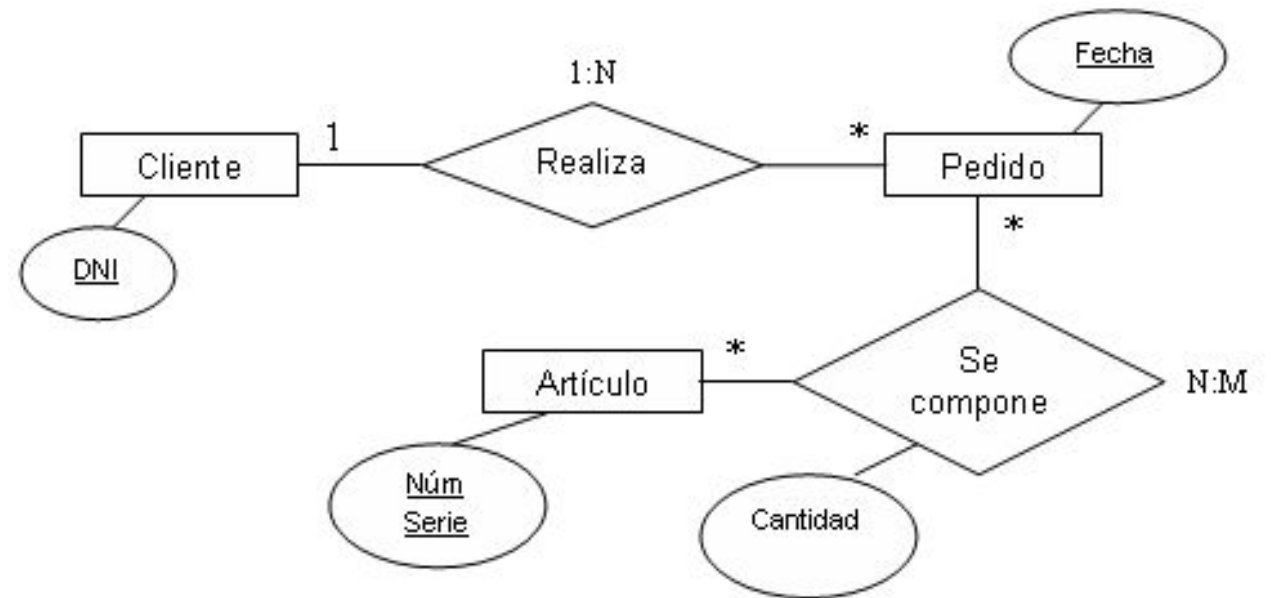 Fecha
1:N
Cliente
1
Realiza
*
Pedido
*
DNI
Artículo
*
Se
compone
N:M
Núm
Serie
Cantidad